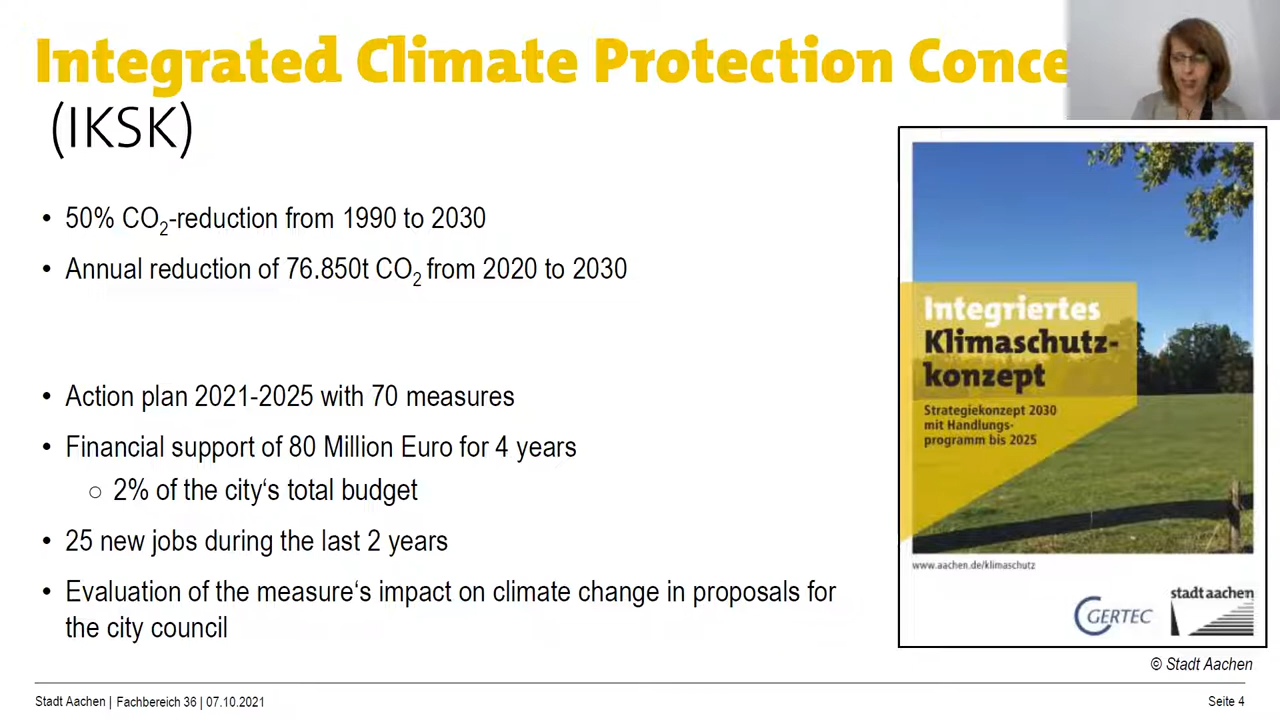 Integrated Climate Protection Conce
(IKSK)
• 50% CO₂-reduction from 1990 to 2030
• Annual reduction of 76.850t CO₂ from 2020 to 2030
• Action plan 2021-2025 with 70 measures
• Financial support of 80 Million Euro for 4 years
○ 2% of the city‘s total budget
• 25 new jobs during the last 2 years
• Evaluation of the measure‘s impact on climate change in proposals for
the city council
Integriertes
Klimaschutz-
konzept
Strategiekonzept 2030
mit Handlungs-
programm bis 2025
www.aachen.de/klimaschutz
GERTEC
stadt aachen
© Stadt Aachen
Stadt Aachen | Fachbereich 36 | 07.10.2021
Seite 4